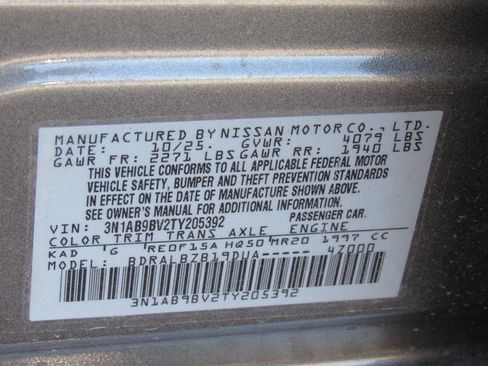 MANUFACTURED BY NISSAN MOTOR CO., LTD.
DATE: 10/25. GVWR: 4079 LBS
GAWR FR: 2271 LBS GAWR RR: 1940 LBS
THIS VEHICLE CONFORMS TO ALL APPLICABLE FEDERAL MOTOR
VEHICLE SAFETY, BUMPER AND THEFT PREVENTION STANDARDS
IN EFFECT ON THE DATE OF MANUFACTURE SHOWN ABOVE.
SEE OWNER'S MANUAL FOR ADDITIONAL INFORMATION.
VIN: 3N1AB9BV2TY205392 PASSENGER CAR.
COLOR TRIM TRANS AXLE ENGINE
KAD G RE0F15A HQ50 MR20 1997 CC
MODEL: BDRALBZB19DUA---- 47000
3N1AB9BV2TY205392